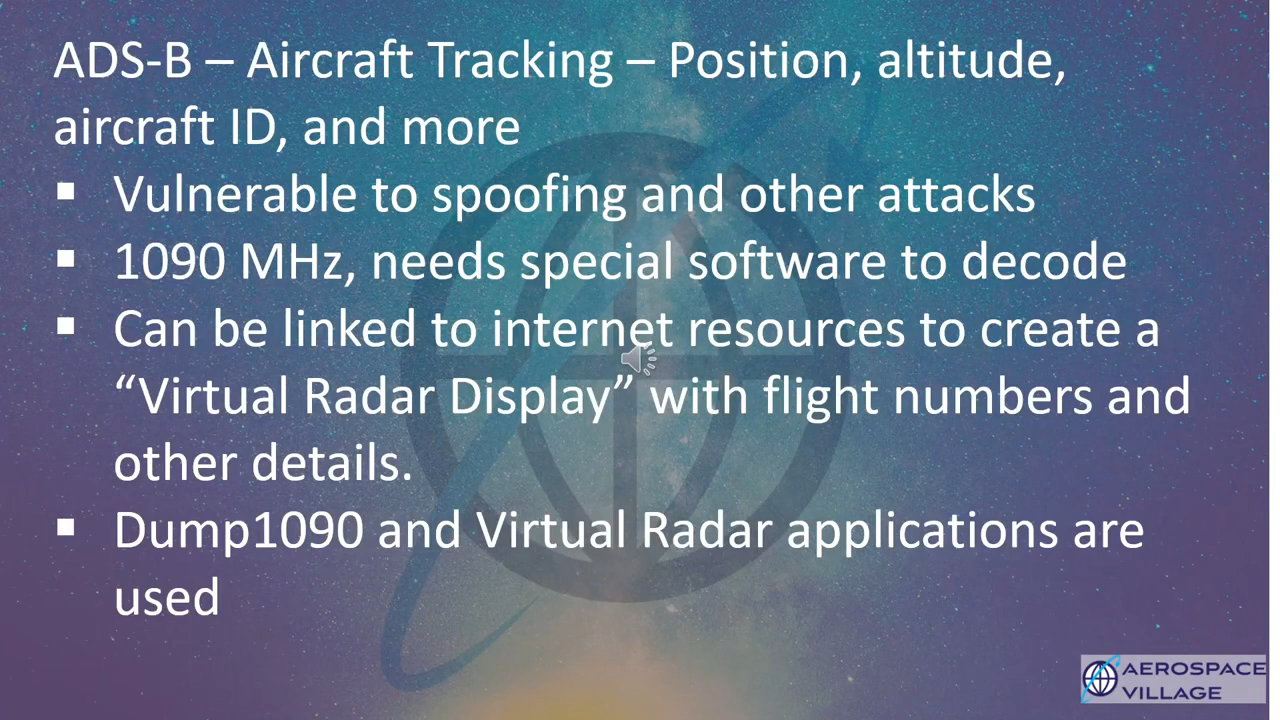 ADS-B – Aircraft Tracking – Position, altitude,
aircraft ID, and more
▪ Vulnerable to spoofing and other attacks
▪ 1090 MHz, needs special software to decode
▪ Can be linked to internet resources to create a
“Virtual Radar Display” with flight numbers and
other details.
▪ Dump1090 and Virtual Radar applications are
used
AEROSPACE
VILLAGE